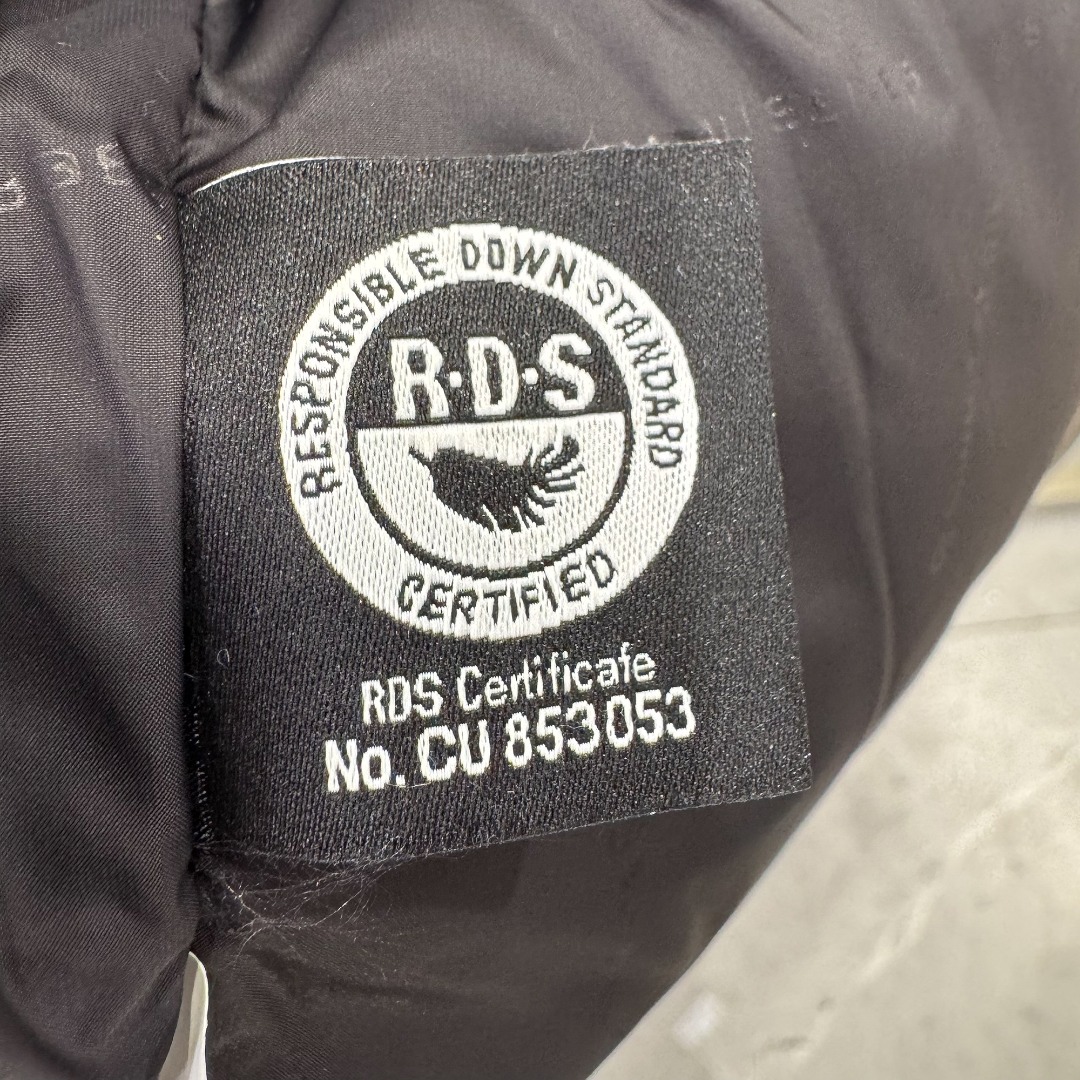 RESPONSIBLE DOWN STANDARD
R·D·S
CERTIFIED
RDS Certificate
No. CU 853053